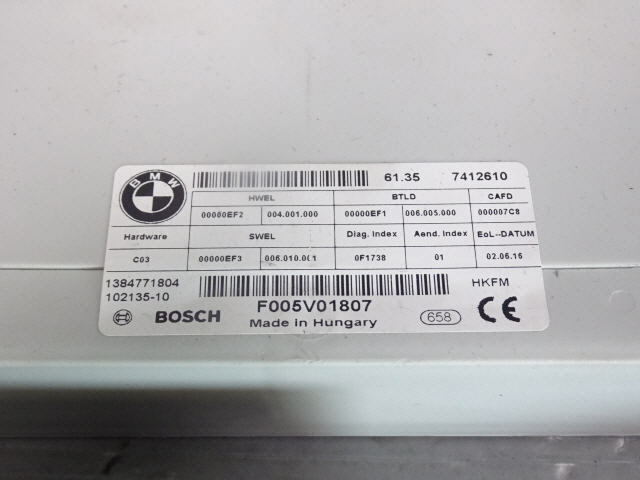 BMW
61.35 7412610
HWEL BTLD CAFD
00000EF2 004.001.000 00000EF1 006.005.000 000007C8
Hardware SWEL Diag. Index Aend. Index EoL--DATUM
C03 00000EF3 006.010.001 0F1738 01 02.06.16
1384771804 HKFM
102135-10
F005V01807
BOSCH Made in Hungary 658 CE